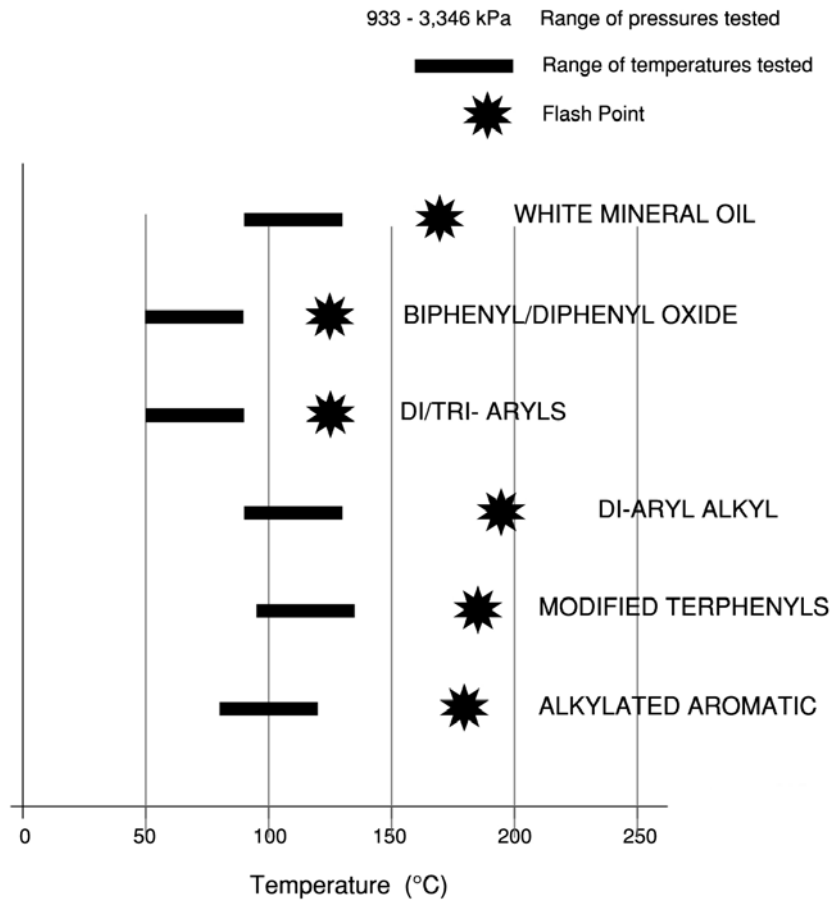 933 - 3,346 kPa Range of pressures tested
Range of temperatures tested
Flash Point
WHITE MINERAL OIL
BIPHENYL/DIPHENYL OXIDE
DI/TRI- ARYLS
DI-ARYL ALKYL
MODIFIED TERPHENYLS
ALKYLATED AROMATIC
0 50 100 150 200 250
Temperature (°C)